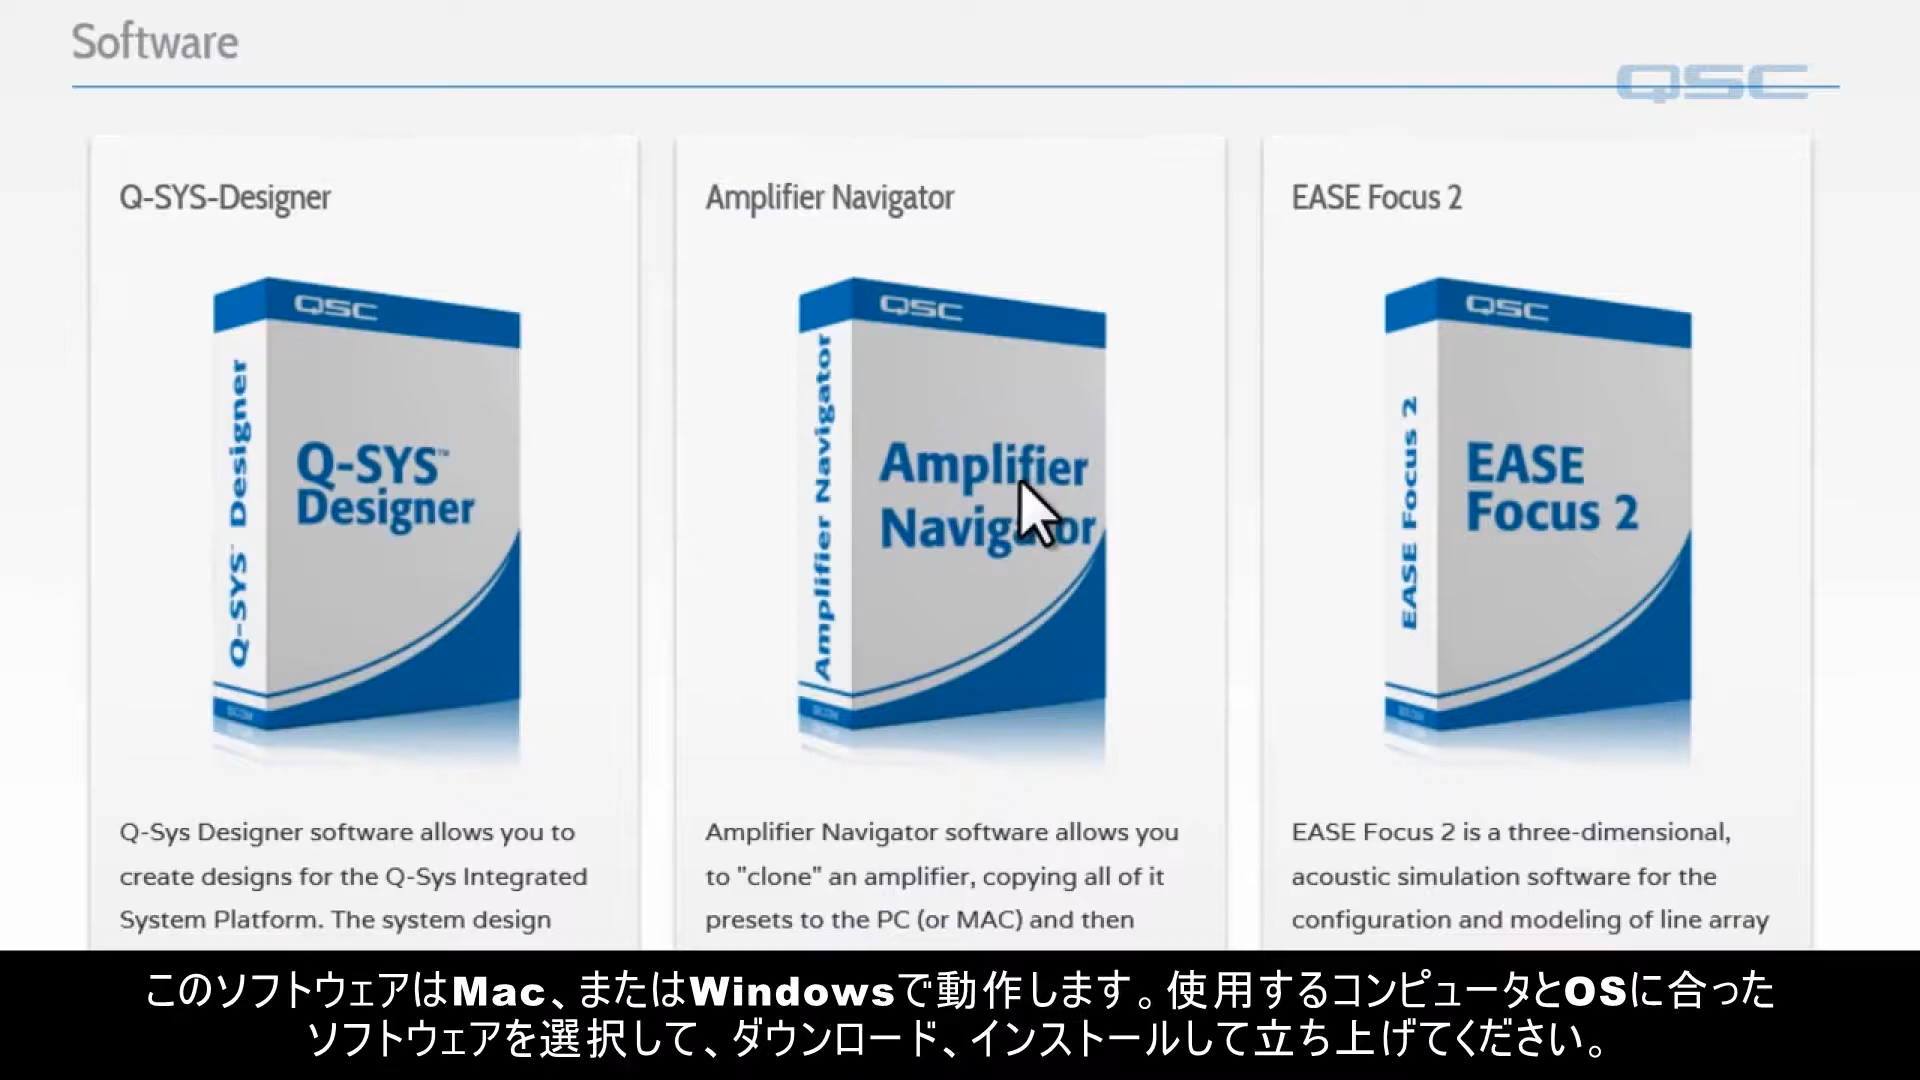 Software
QSC
Q-SYS-Designer
QSC
Q-SYS Designer
Q-SYS™
Designer
Q-Sys Designer software allows you to
create designs for the Q-Sys Integrated
System Platform. The system design
Amplifier Navigator
QSC
Amplifier Navigator
Amplifier
Navigator
Amplifier Navigator software allows you
to "clone" an amplifier, copying all of it
presets to the PC (or MAC) and then
EASE Focus 2
QSC
EASE Focus 2
EASE
Focus 2
EASE Focus 2 is a three-dimensional,
acoustic simulation software for the
configuration and modeling of line array
このソフトウェアはMac、またはWindowsで動作します。使用するコンピュータとOSに合った
ソフトウェアを選択して、ダウンロード、インストールして立ち上げてください。